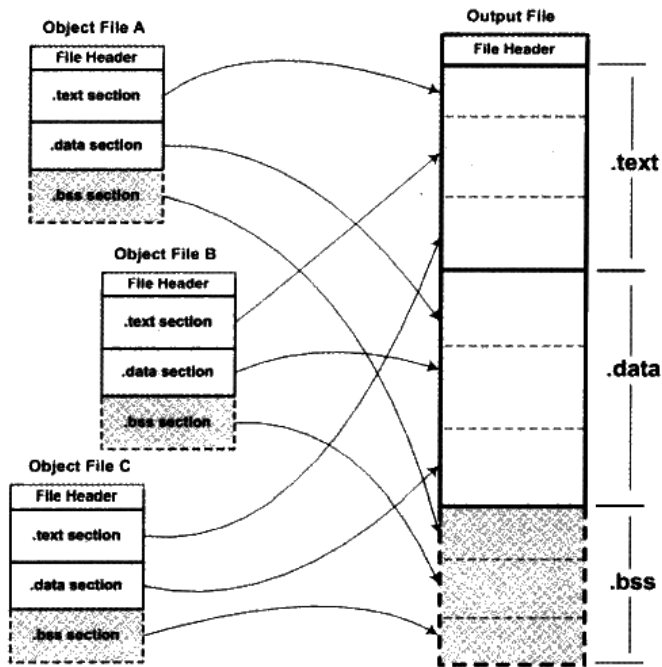 Object File A
File Header
.text section
.data section
.bss section
Object File B
File Header
.text section
.data section
.bss section
Object File C
File Header
.text section
.data section
.bss section
Output File
File Header
.text
.data
.bss